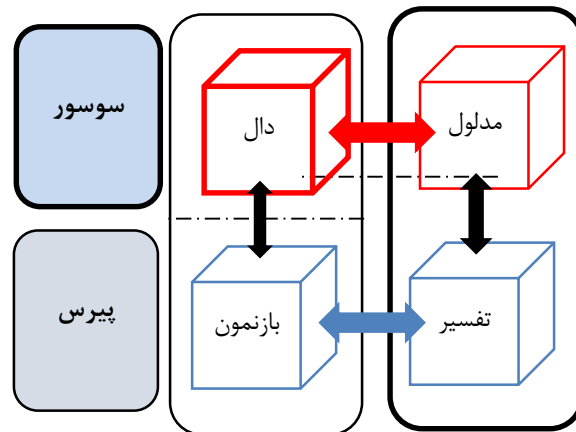 سوسور
دال
مدلول
پیرس
بازنمون
تفسیر